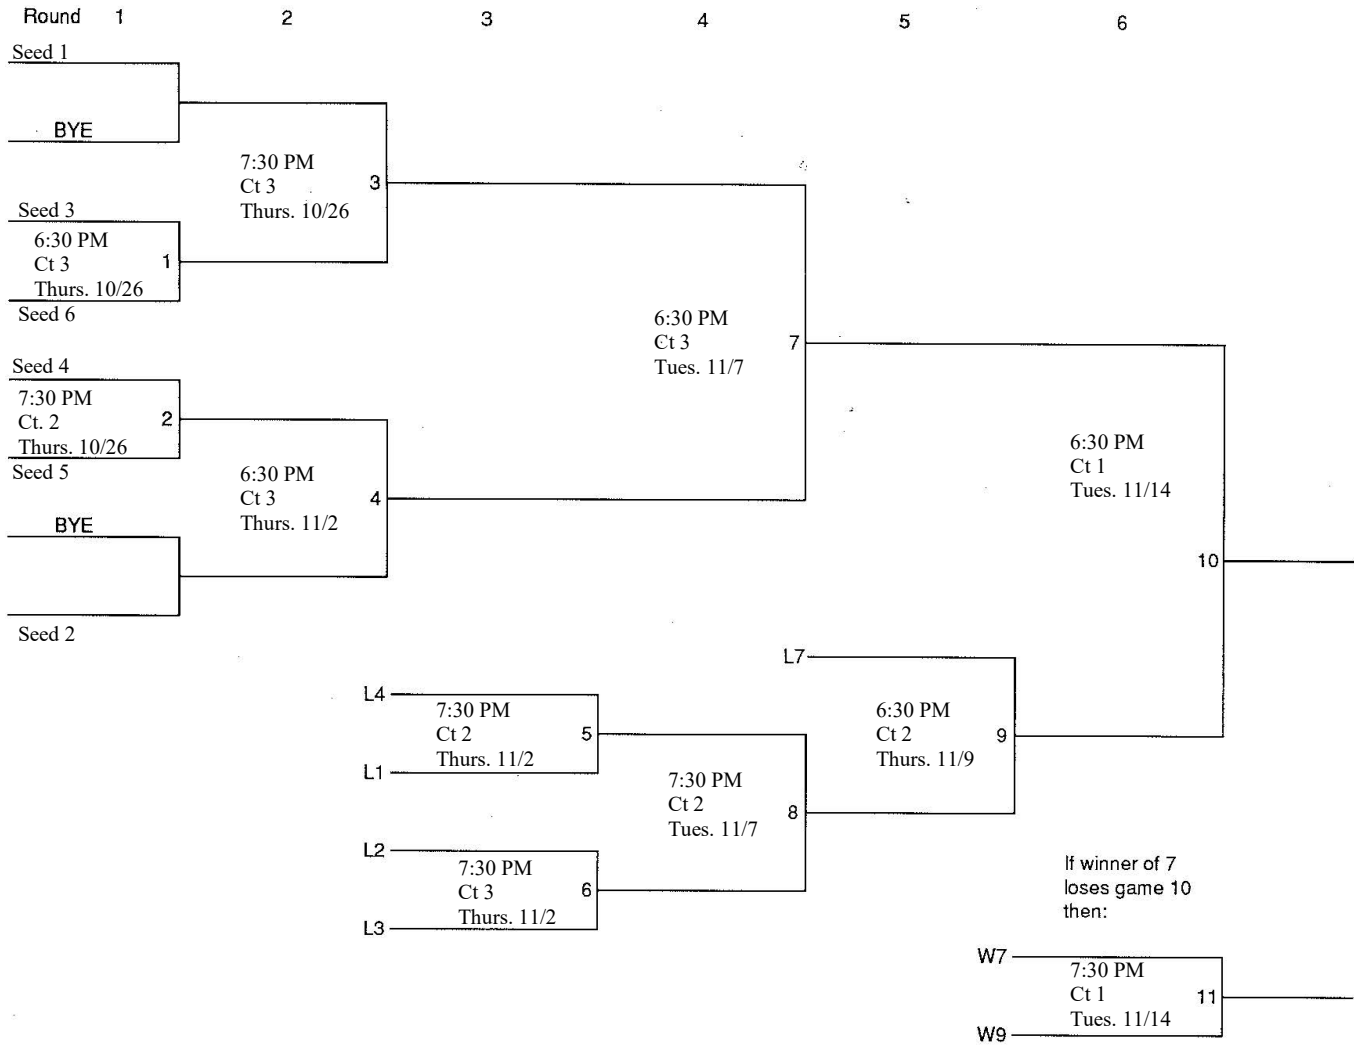 Round 1 2 3 4 5 6
Seed 1
BYE
7:30 PM
Ct 3
Thurs. 10/26
3
Seed 3
6:30 PM
Ct 3
Thurs. 10/26
1
Seed 6
6:30 PM
Ct 3
Tues. 11/7
7
Seed 4
7:30 PM
Ct. 2
Thurs. 10/26
2
Seed 5
6:30 PM
Ct 3
Thurs. 11/2
4
BYE
Seed 2
6:30 PM
Ct 1
Tues. 11/14
10
L7
L4
7:30 PM
Ct 2
Thurs. 11/2
5
L1
6:30 PM
Ct 2
Thurs. 11/9
9
7:30 PM
Ct 2
Tues. 11/7
8
L2
7:30 PM
Ct 3
Thurs. 11/2
6
L3
If winner of 7
loses game 10
then:
W7
7:30 PM
Ct 1
Tues. 11/14
11
W9